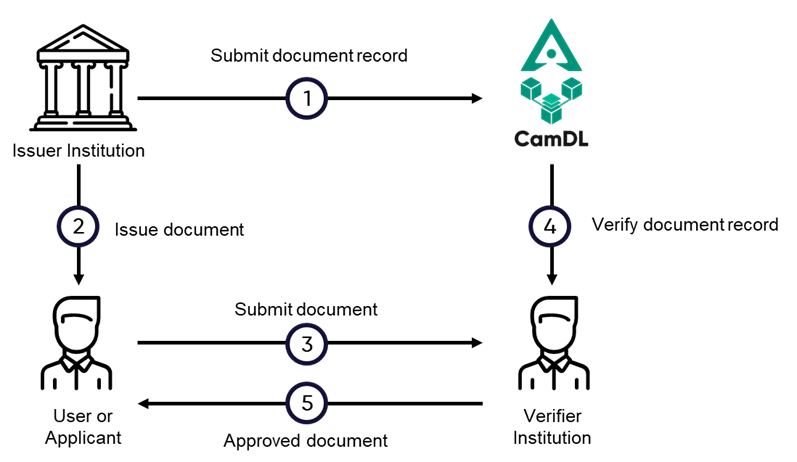 Submit document record
1
CamDL
Issuer Institution
2
Issue document
4
Verify document record
Submit document
3
5
User or
Applicant
Approved document
Verifier
Institution